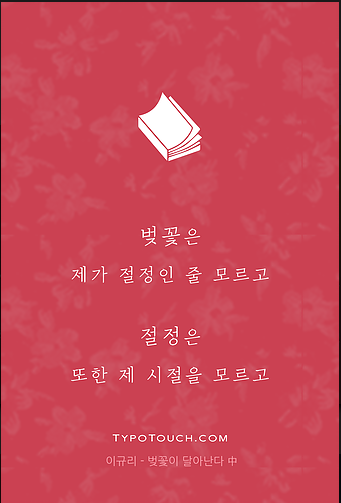 벚꽃은
제가 절정인 줄 모르고
절정은
또한 제 시절을 모르고
TYPOTOUCH.COM
이규리 - 벚꽃이 달아난다 中